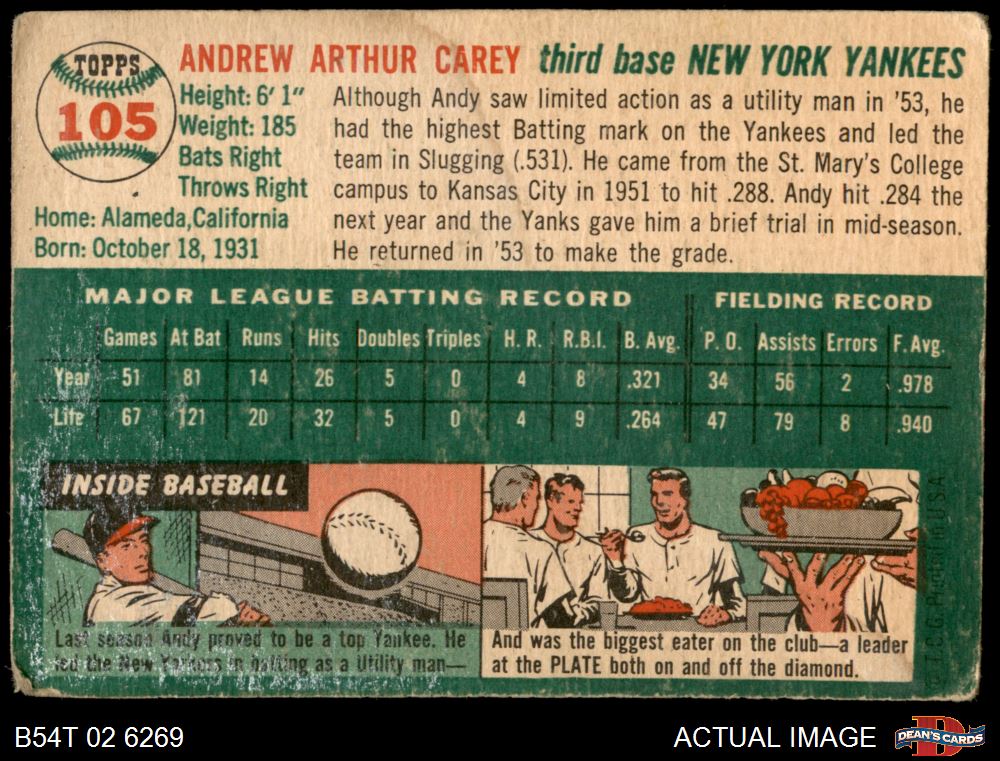 TOPPS
105
ANDREW ARTHUR CAREY third base NEW YORK YANKEES
Height: 6' 1"
Weight: 185
Bats Right
Throws Right
Home: Alameda,California
Born: October 18, 1931
Although Andy saw limited action as a utility man in '53, he
had the highest Batting mark on the Yankees and led the
team in Slugging (.531). He came from the St. Mary's College
campus to Kansas City in 1951 to hit .288. Andy hit .284 the
next year and the Yanks gave him a brief trial in mid-season.
He returned in '53 to make the grade.
MAJOR LEAGUE BATTING RECORD FIELDING RECORD
Games At Bat Runs Hits Doubles Triples H. R. R.B.I. B. Avg. P. O. Assists Errors F. Avg.
Year 51 81 14 26 5 0 4 8 .321 34 56 2 .978
Life 67 121 20 32 5 0 4 9 .264 47 79 8 .940
INSIDE BASEBALL
Last season Andy proved to be a top Yankee. He
led the New Yorkers in batting as a Utility man—
And was the biggest eater on the club—a leader
at the PLATE both on and off the diamond.
T.C.G. Printed in U.S.A.
B54T 02 6269
ACTUAL IMAGE
DEAN'S CARDS